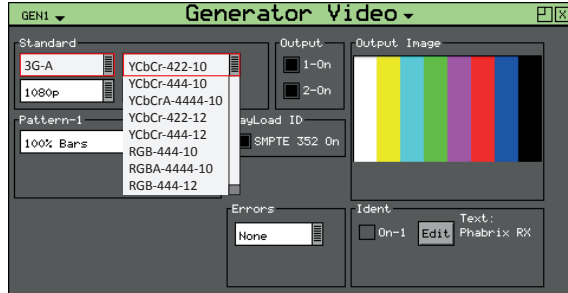 GEN1 Generator Video
Standard Output Output Image
3G-A YCbCr-422-10 1-On
YCbCr-444-10
1080p YCbCrA-4444-10 2-On
YCbCr-422-12
Pattern-1 ayLoad ID
YCbCr-444-12
100% Bars RGB-444-10 SMPTE 352 On
RGBA-4444-10
RGB-444-12
Errors Ident
None On-1 Edit Text:
Phabrix RX